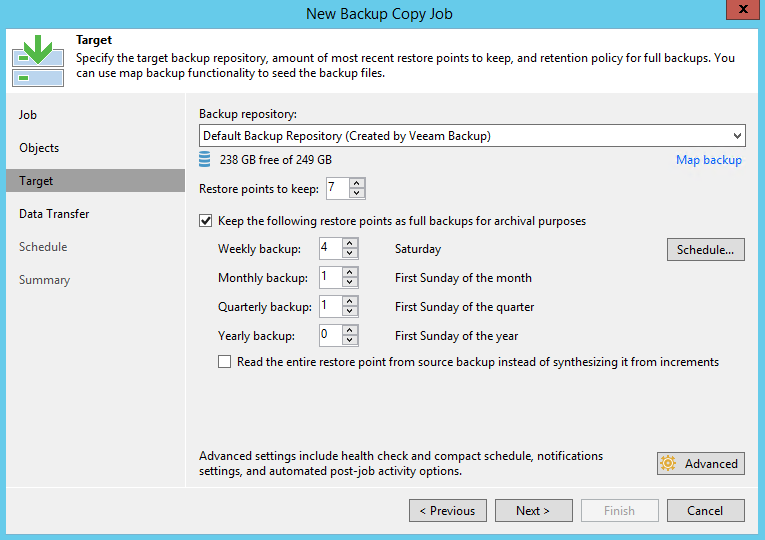 New Backup Copy Job
X
Target
Specify the target backup repository, amount of most recent restore points to keep, and retention policy for full backups. You
can use map backup functionality to seed the backup files.
Job
Objects
Target
Data Transfer
Schedule
Summary
Backup repository:
Default Backup Repository (Created by Veeam Backup)
238 GB free of 249 GB
Map backup
Restore points to keep: 7
Keep the following restore points as full backups for archival purposes
Weekly backup: 4 Saturday Schedule...
Monthly backup: 1 First Sunday of the month
Quarterly backup: 1 First Sunday of the quarter
Yearly backup: 0 First Sunday of the year
Read the entire restore point from source backup instead of synthesizing it from increments
Advanced settings include health check and compact schedule, notifications
settings, and automated post-job activity options.
Advanced
< Previous Next > Finish Cancel